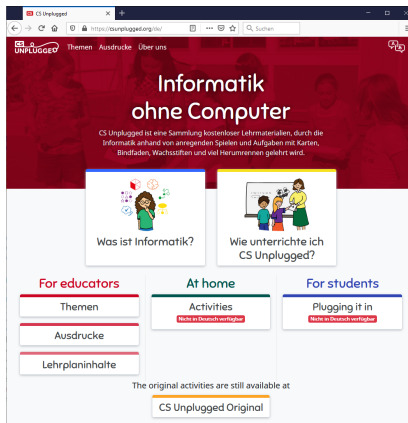 CS Unplugged
https://csunplugged.org/de/
Suchen
CS UNPLUGGED
Themen Ausdrucke Über uns
Informatik
ohne Computer
CS Unplugged ist eine Sammlung kostenloser Lehrmaterialien, durch die
Informatik anhand von anregenden Spielen und Aufgaben mit Karten,
Bindfaden, Wachsstiften und viel Herumrennen gelehrt wird.
Was ist Informatik?
Wie unterrichte ich
CS Unplugged?
For educators
Themen
Ausdrucke
Lehrplaninhalte
At home
Activities
Nicht in Deutsch verfügbar
For students
Plugging it in
Nicht in Deutsch verfügbar
The original activities are still available at
CS Unplugged Original